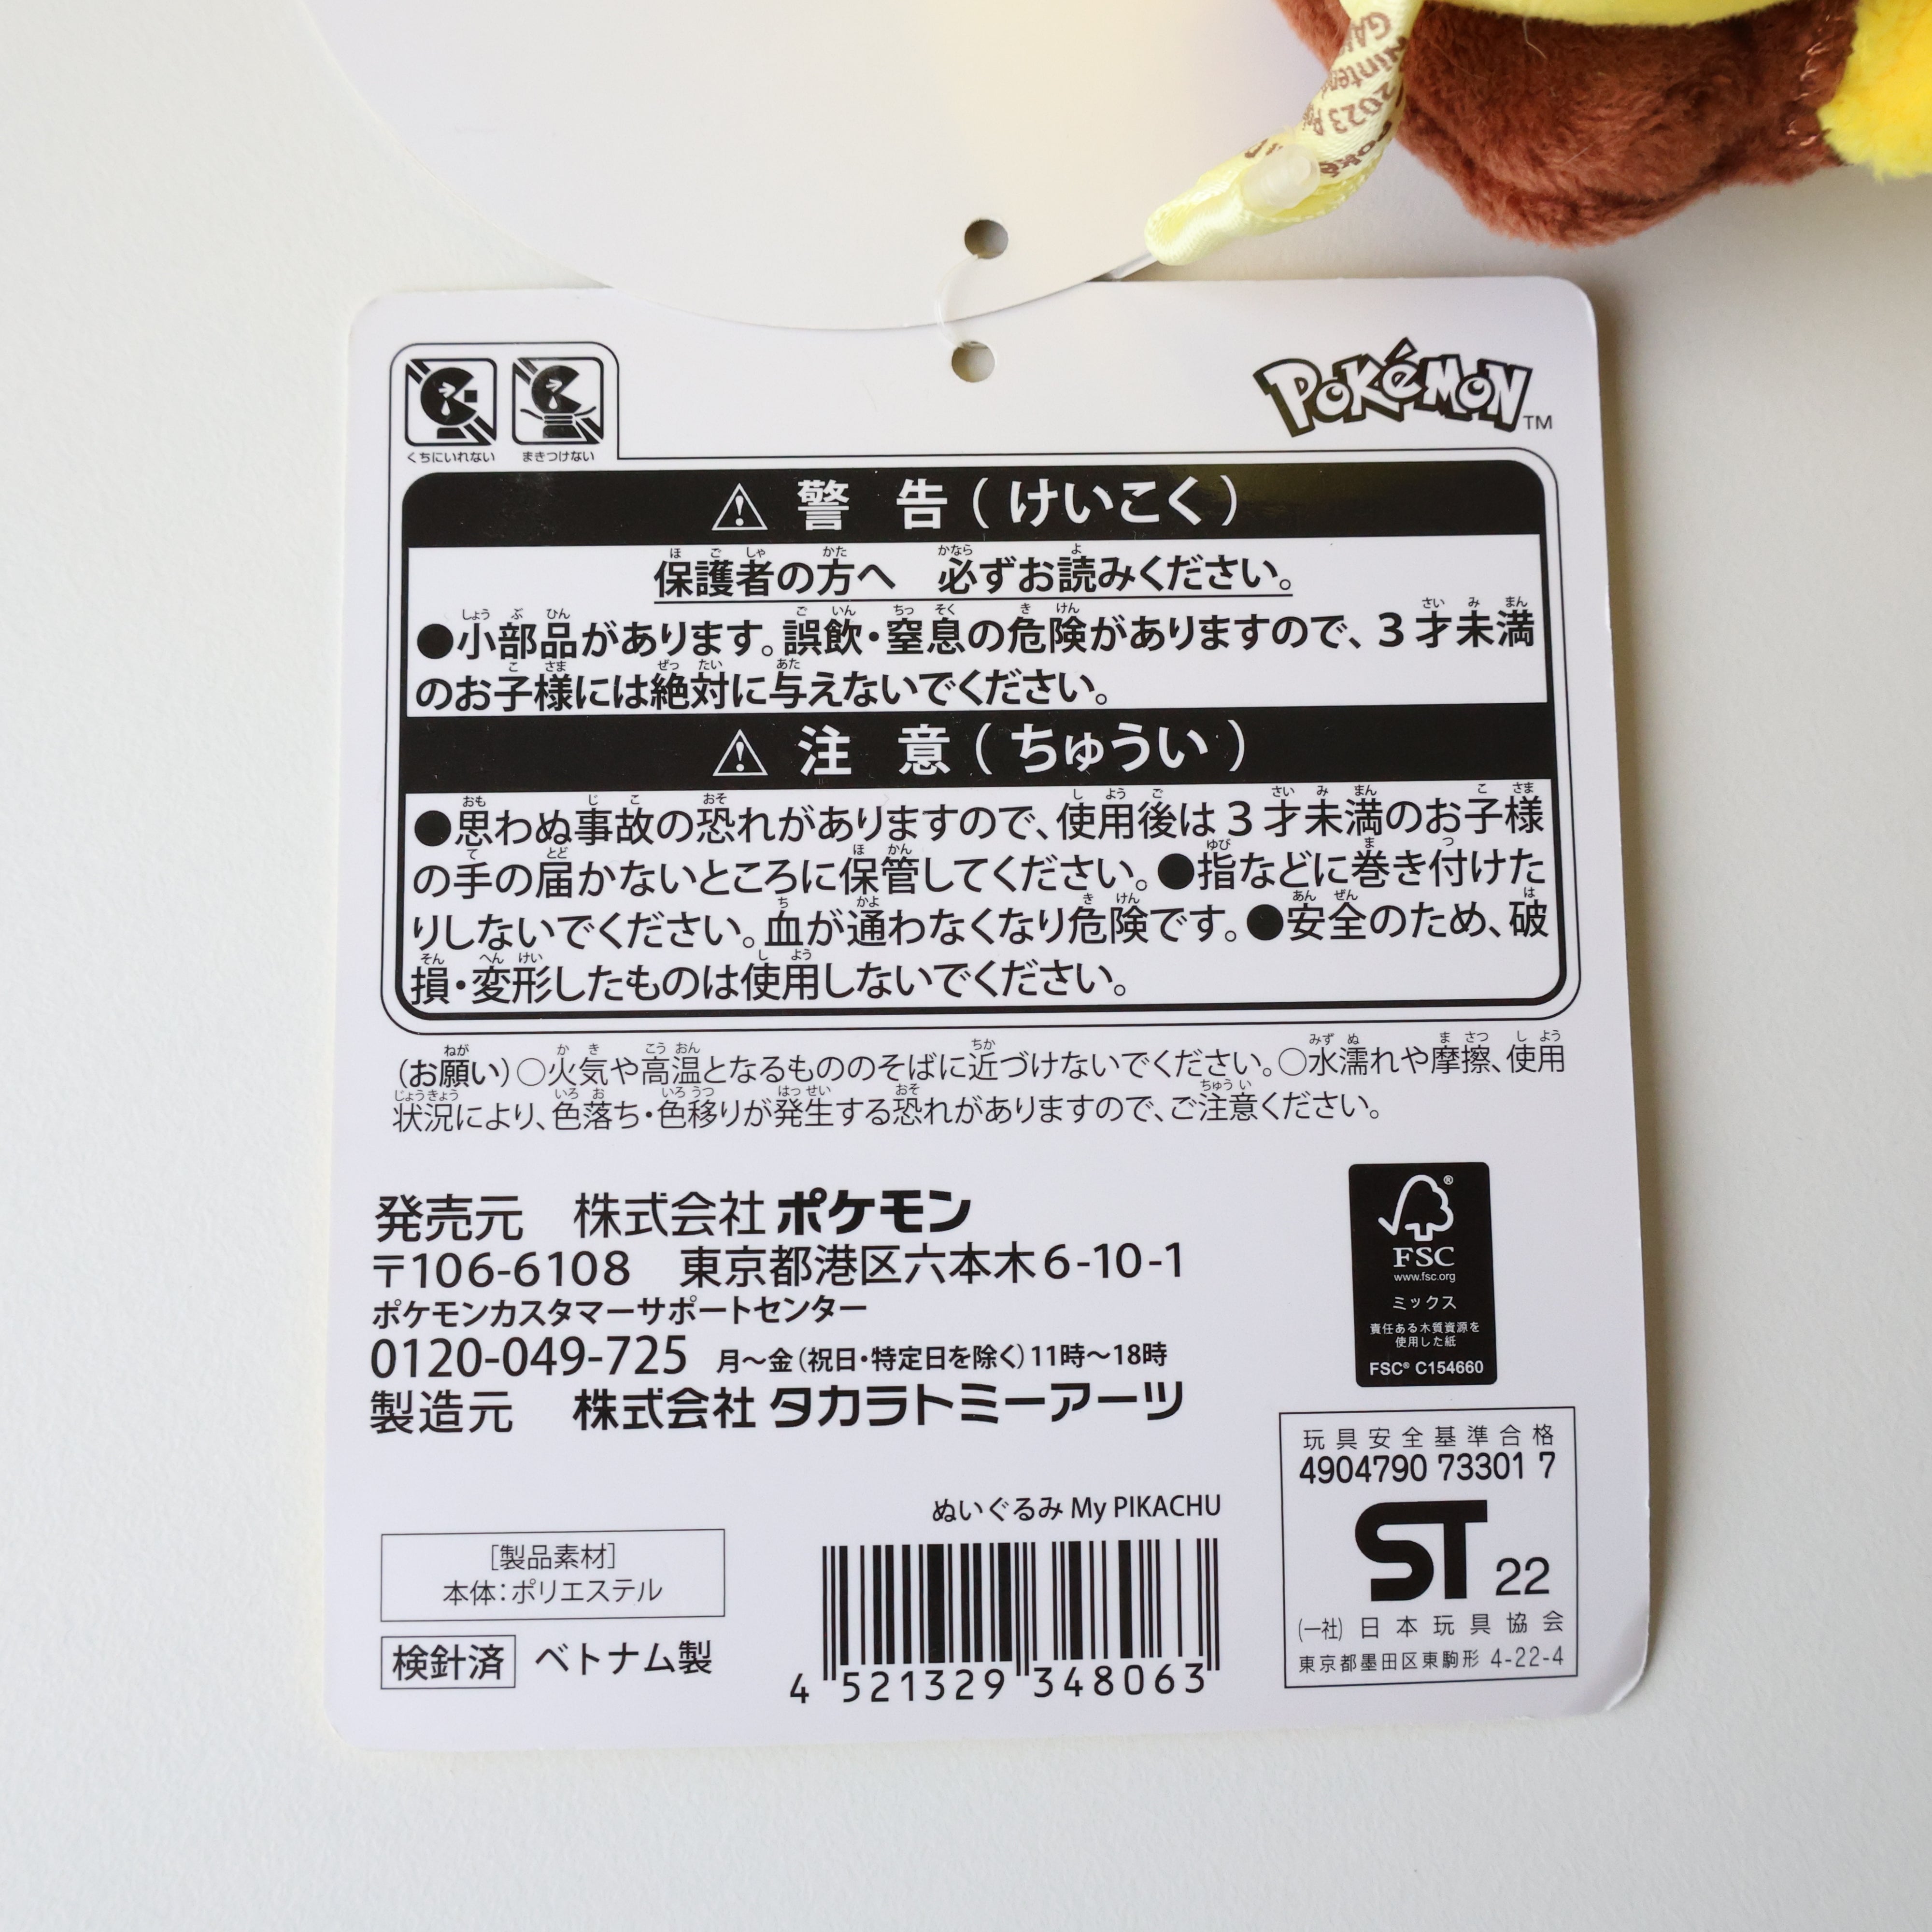 Pokémon TM
くちにいれない まきつけない
警 告(けいこく)
保護者の方へ 必ずお読みください。
●小部品があります。誤飲・窒息の危険がありますので、3才未満
のお子様には絶対に与えないでください。
注 意(ちゅうい)
●思わぬ事故の恐れがありますので、使用後は3才未満のお子様
の手の届かないところに保管してください。●指などに巻き付けた
りしないでください。血が通わなくなり危険です。●安全のため、破
損・変形したものは使用しないでください。
(お願い)○火気や高温となるもののそばに近づけないでください。○水濡れや摩擦、使用
状況により、色落ち・色移りが発生する恐れがありますので、ご注意ください。
発売元 株式会社 ポケモン
〒106-6108 東京都港区六本木6-10-1
ポケモンカスタマーサポートセンター
0120-049-725 月〜金(祝日・特定日を除く)11時〜18時
製造元 株式会社 タカラトミーアーツ
FSC
www.fsc.org
ミックス
責任ある木質資源を
使用した紙
FSC® C154660
玩具安全基準合格
4904790 73301 7
ST 22
(一社)日本玩具協会
東京都墨田区東駒形 4-22-4
ぬいぐるみ My PIKACHU
4 521329 348063
[製品素材]
本体:ポリエステル
検針済 ベトナム製